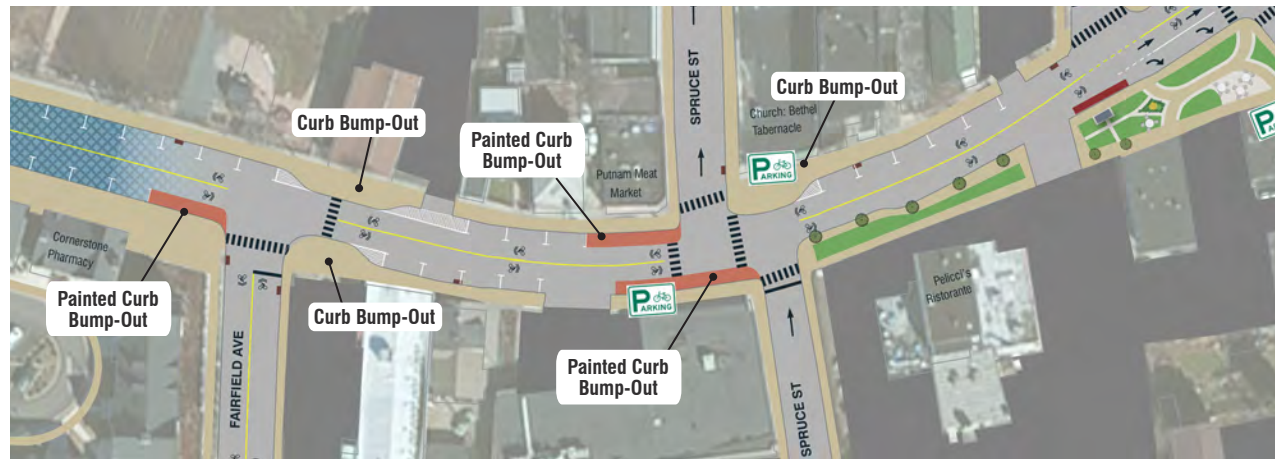 Curb Bump-Out
Painted Curb
Bump-Out
SPRUCE ST
Church: Bethel
Tabernacle
Curb Bump-Out
P
PARKING
Putnam Meat
Market
P
PARKING
Cornerstone
Pharmacy
Painted Curb
Bump-Out
FAIRFIELD AVE
Curb Bump-Out
P
PARKING
Painted Curb
Bump-Out
SPRUCE ST
Pelicci's
Ristorante